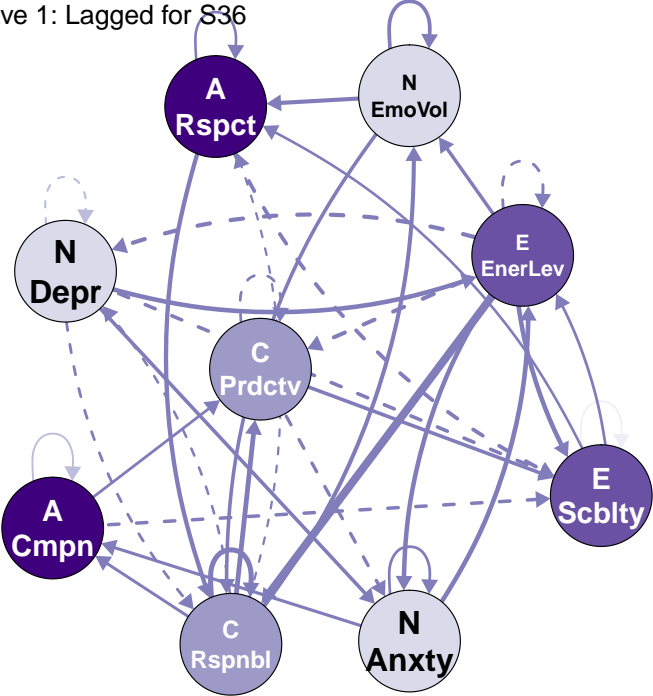 ve 1: Lagged for S36
A
Rspct
N
EmoVol
N
Depr
E
EnerLev
C
Prdctv
A
Cmpn
E
Scblty
C
Rspnbl
N
Anxty